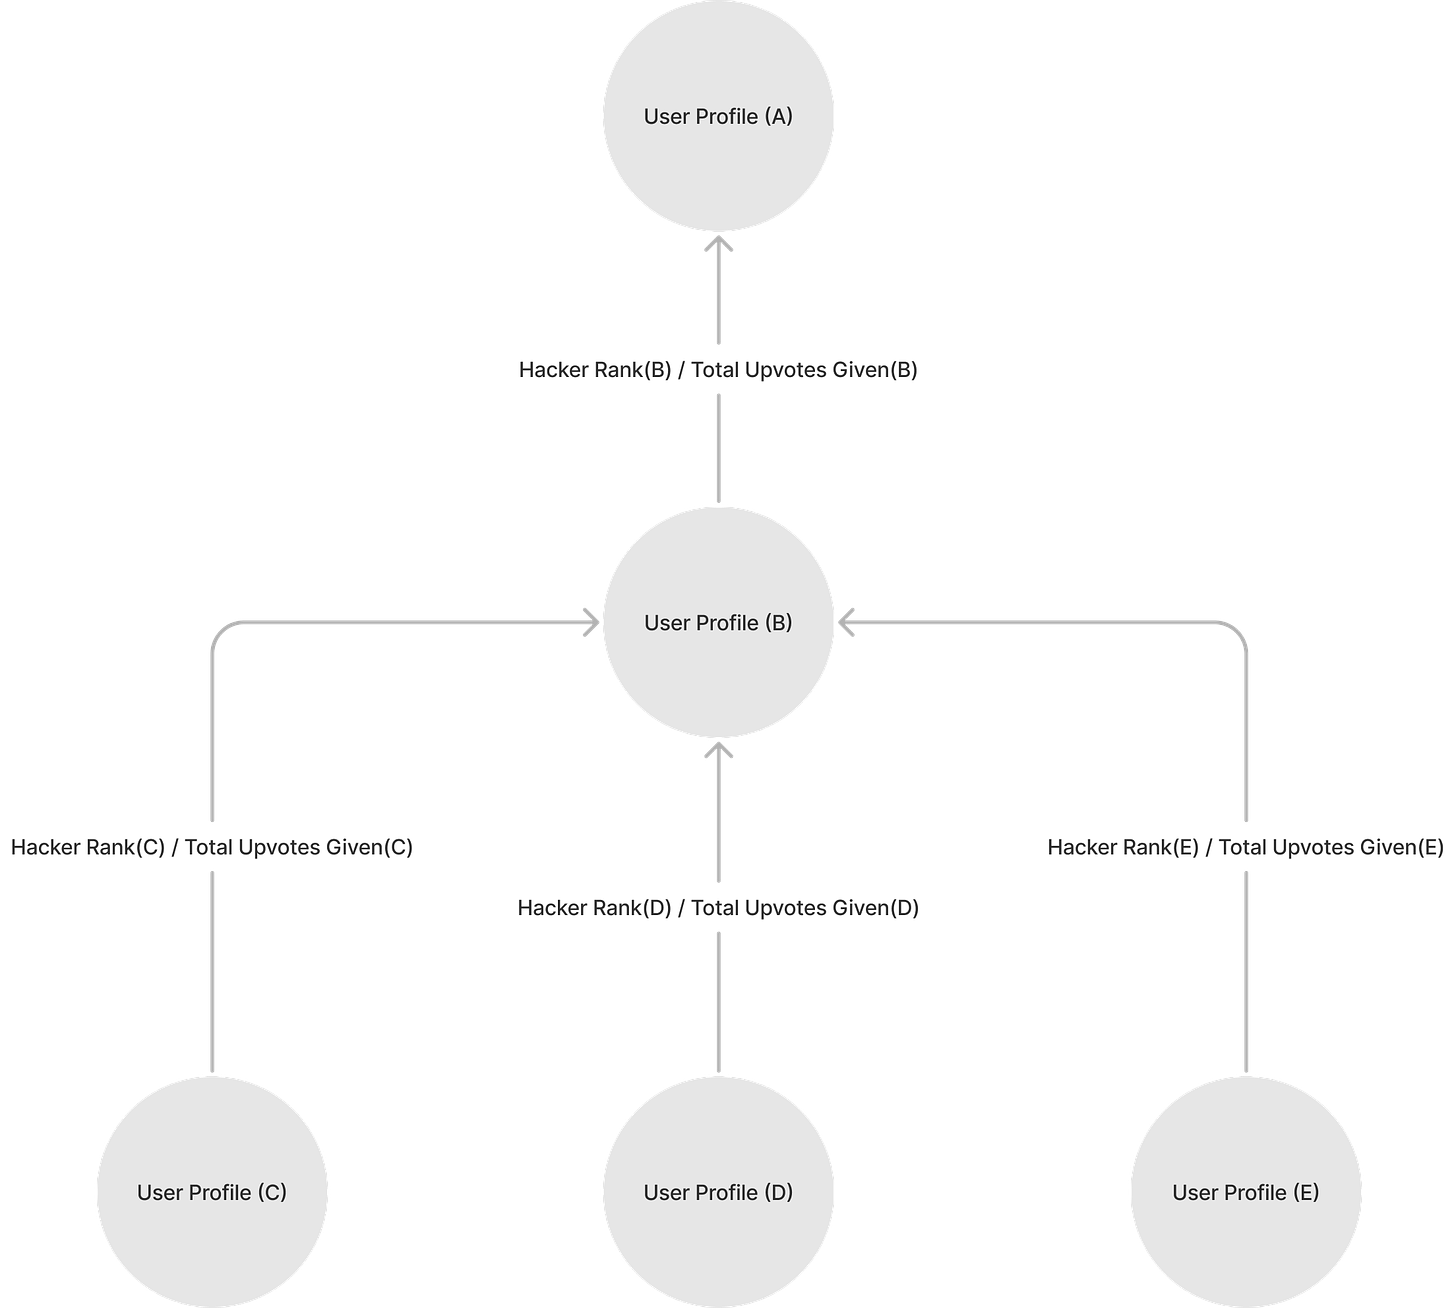 User Profile (A)
Hacker Rank(B) / Total Upvotes Given(B)
User Profile (B)
Hacker Rank(C) / Total Upvotes Given(C)
Hacker Rank(E) / Total Upvotes Given(E)
Hacker Rank(D) / Total Upvotes Given(D)
User Profile (C)
User Profile (D)
User Profile (E)